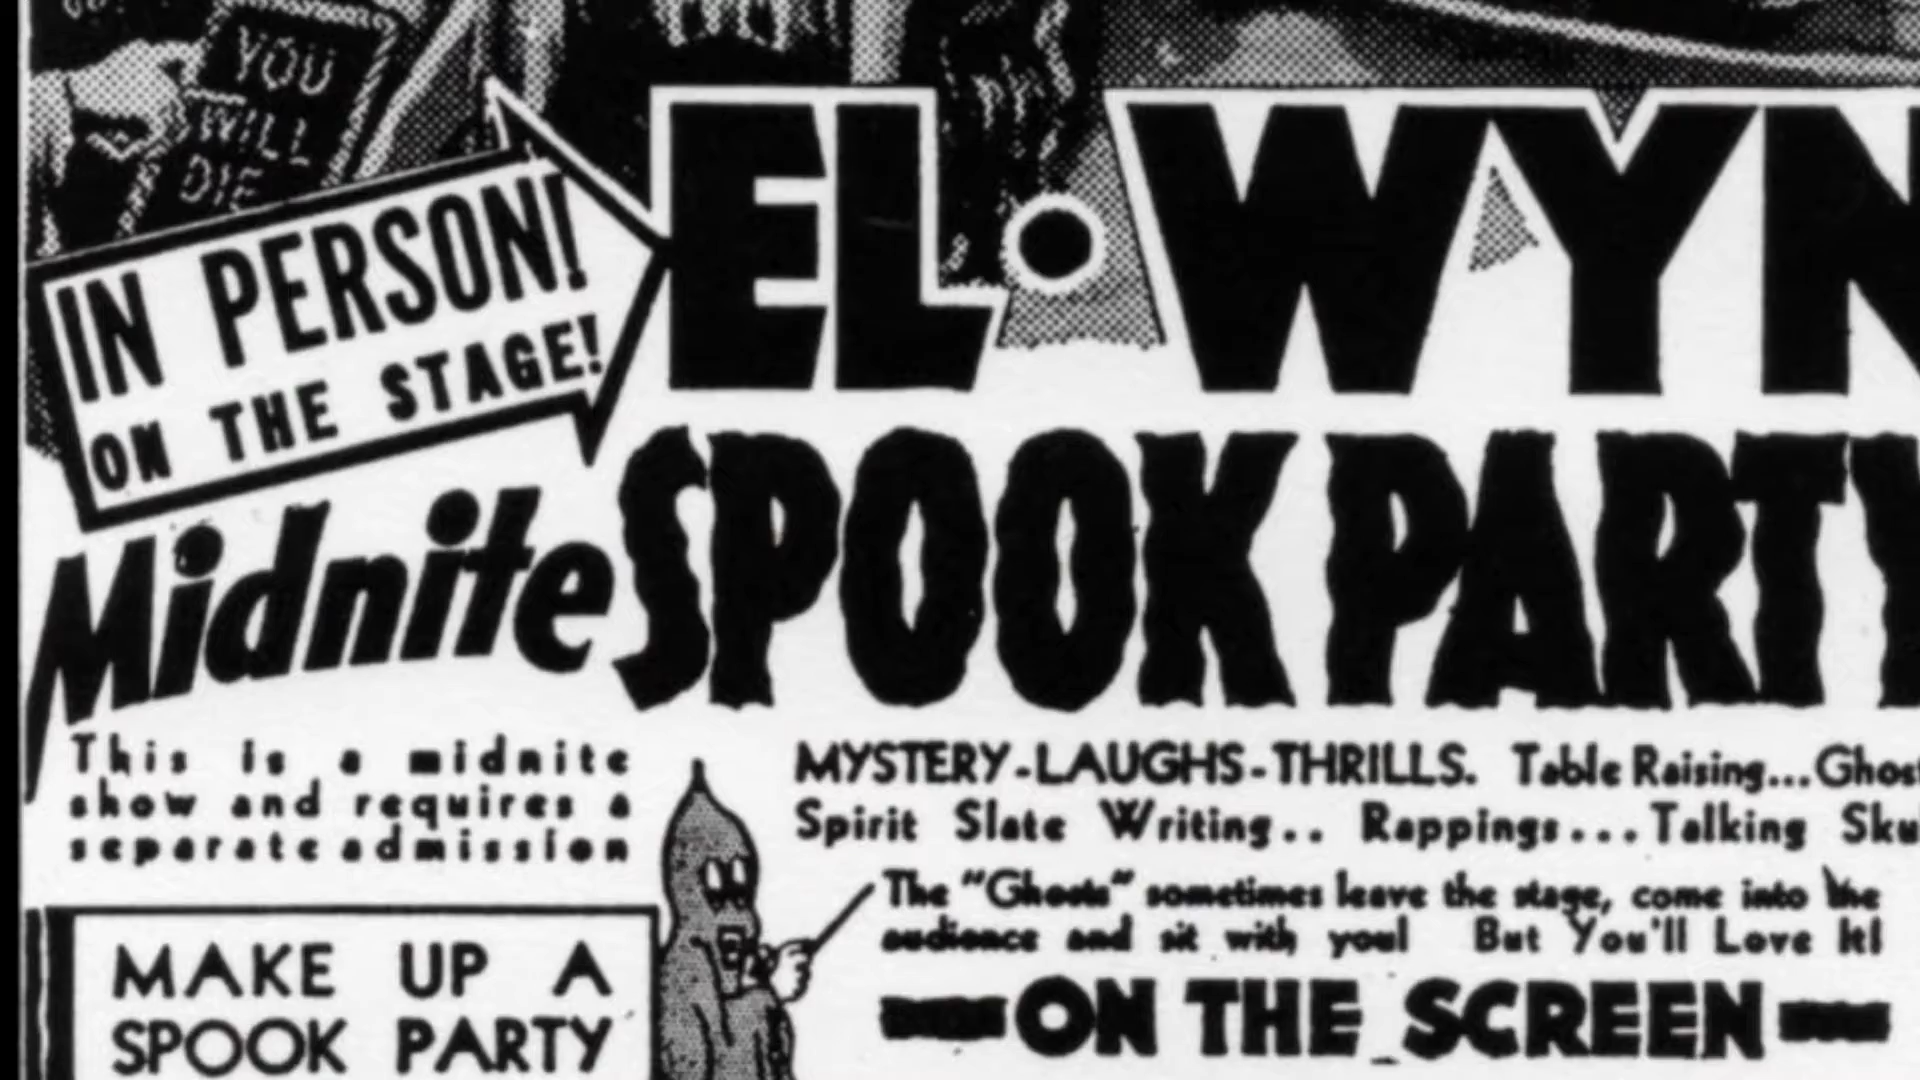 YOU
WILL
DIE
IN PERSON!
ON THE STAGE!
EL·WYN
Midnite SPOOK PARTY
This is a midnite
show and requires a
separate admission
MYSTERY-LAUGHS-THRILLS. Table Raising...Ghos
Spirit Slate Writing.. Rappings...Talking Sku
The "Ghosts" sometimes leave the stage, come into the
audience and sit with you! But You'll Love It!
ON THE SCREEN
MAKE UP A
SPOOK PARTY